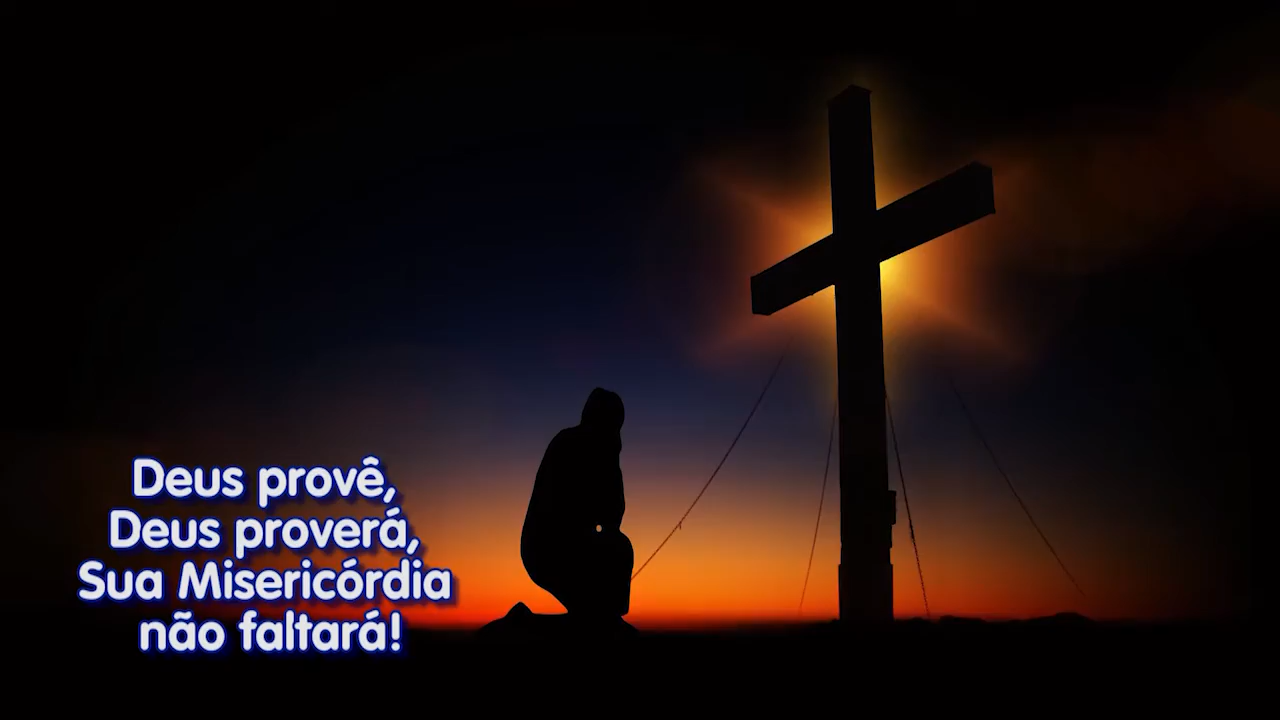 Deus provê,
Deus proverá,
Sua Misericórdia
não faltará!